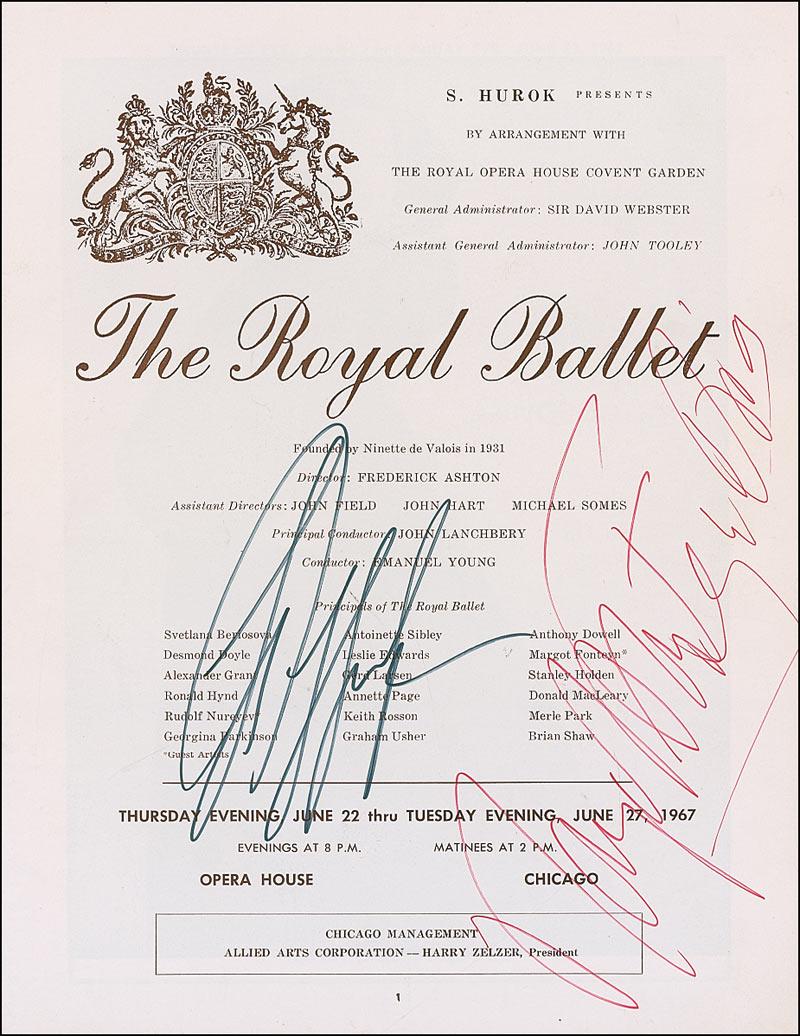 S. HUROK PRESENTS
BY ARRANGEMENT WITH
THE ROYAL OPERA HOUSE COVENT GARDEN
General Administrator: SIR DAVID WEBSTER
Assistant General Administrator: JOHN TOOLEY
The Royal Ballet
Founded by Ninette de Valois in 1931
Director: FREDERICK ASHTON
Assistant Directors: JOHN FIELD JOHN HART MICHAEL SOMES
Principal Conductor: JOHN LANCHBERY
Conductor: EMANUEL YOUNG
Principals of The Royal Ballet
Svetlana Beriosova Antoinette Sibley Anthony Dowell
Desmond Doyle Leslie Edwards Margot Fonteyn*
Alexander Grant Gerd Larsen Stanley Holden
Ronald Hynd Annette Page Donald MacLeary
Rudolf Nureyev* Keith Rosson Merle Park
Georgina Parkinson Graham Usher Brian Shaw
*Guest Artists
THURSDAY EVENING, JUNE 22 thru TUESDAY EVENING, JUNE 27, 1967
EVENINGS AT 8 P.M. MATINEES AT 2 P.M.
OPERA HOUSE CHICAGO
CHICAGO MANAGEMENT
ALLIED ARTS CORPORATION — HARRY ZELZER, President
1